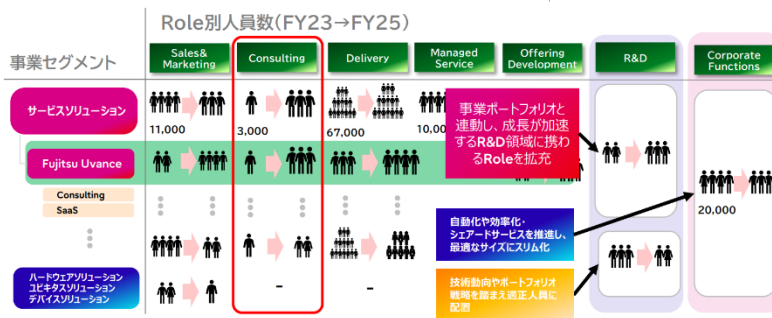 Role別人員数(FY23→FY25)
事業セグメント
Sales&
Marketing
Consulting
Delivery
Managed
Service
Offering
Development
R&D
Corporate
Functions
サービスソリューション
11,000
3,000
67,000
10,00
事業ポートフォリオと
連動し、成長が加速
するR&D領域に携わ
るRoleを拡充
Fujitsu Uvance
Consulting
SaaS
20,000
自動化や効率化・
シェアードサービスを推進し、
最適なサイズにスリム化
ハードウェアソリューション
ユビキタスソリューション
デバイスソリューション
-
-
技術動向やポートフォリオ
戦略を踏まえ適正人員に
配置